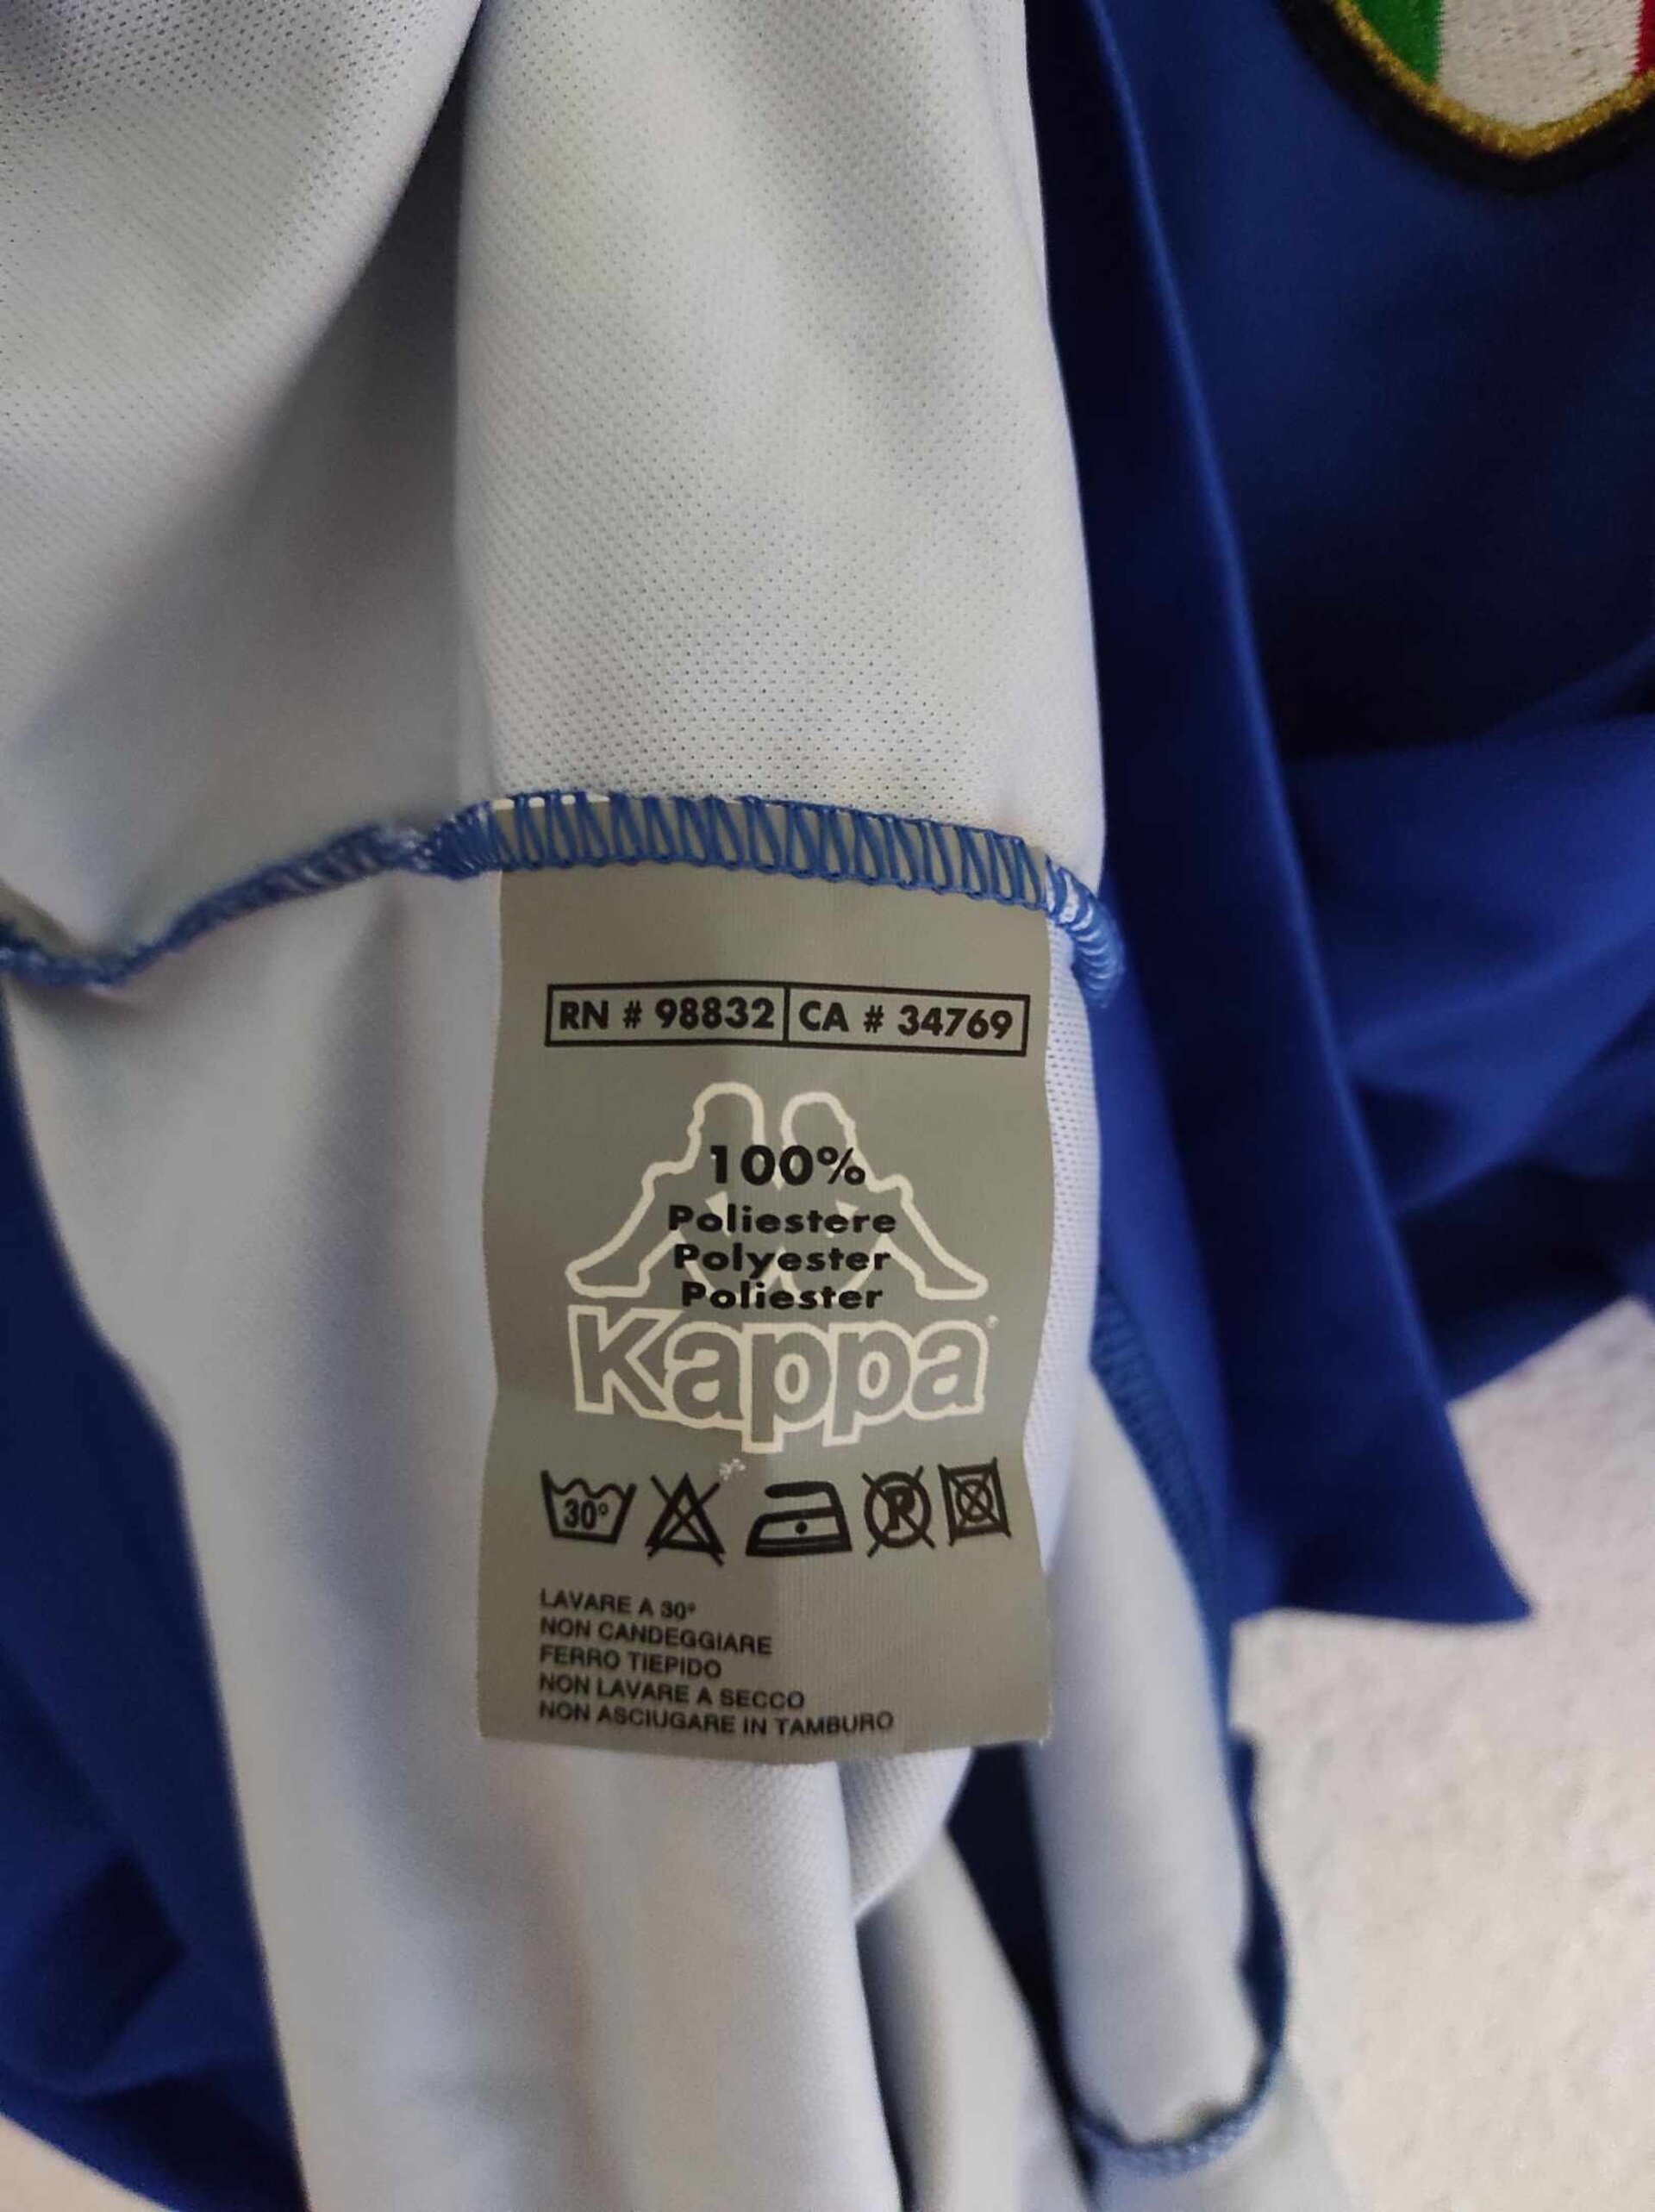 RN # 98832 CA # 34769
100%
Poliestere
Polyester
Poliester
Kappa
30°
R
LAVARE A 30°
NON CANDEGGIARE
FERRO TIEPIDO
NON LAVARE A SECCO
NON ASCIUGARE IN TAMBURO